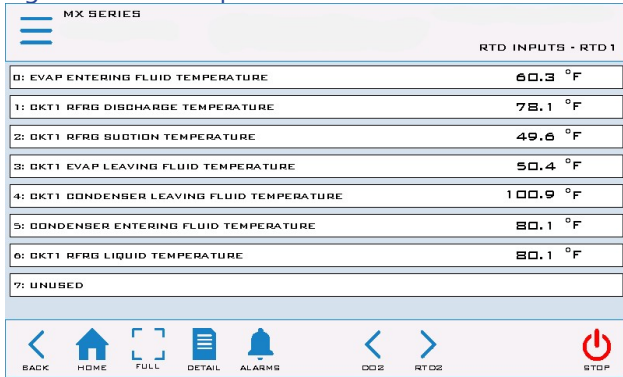 MX SERIES
RTD INPUTS - RTD1
0: EVAP ENTERING FLUID TEMPERATURE 60.3 °F
1: CKT1 RFRG DISCHARGE TEMPERATURE 78.1 °F
2: CKT1 RFRG SUCTION TEMPERATURE 49.6 °F
3: CKT1 EVAP LEAVING FLUID TEMPERATURE 50.4 °F
4: CKT1 CONDENSER LEAVING FLUID TEMPERATURE 100.9 °F
5: CONDENSER ENTERING FLUID TEMPERATURE 80.1 °F
6: CKT1 RFRG LIQUID TEMPERATURE 80.1 °F
7: UNUSED
BACK HOME FULL DETAIL ALARMS DO2 RTD2 STOP